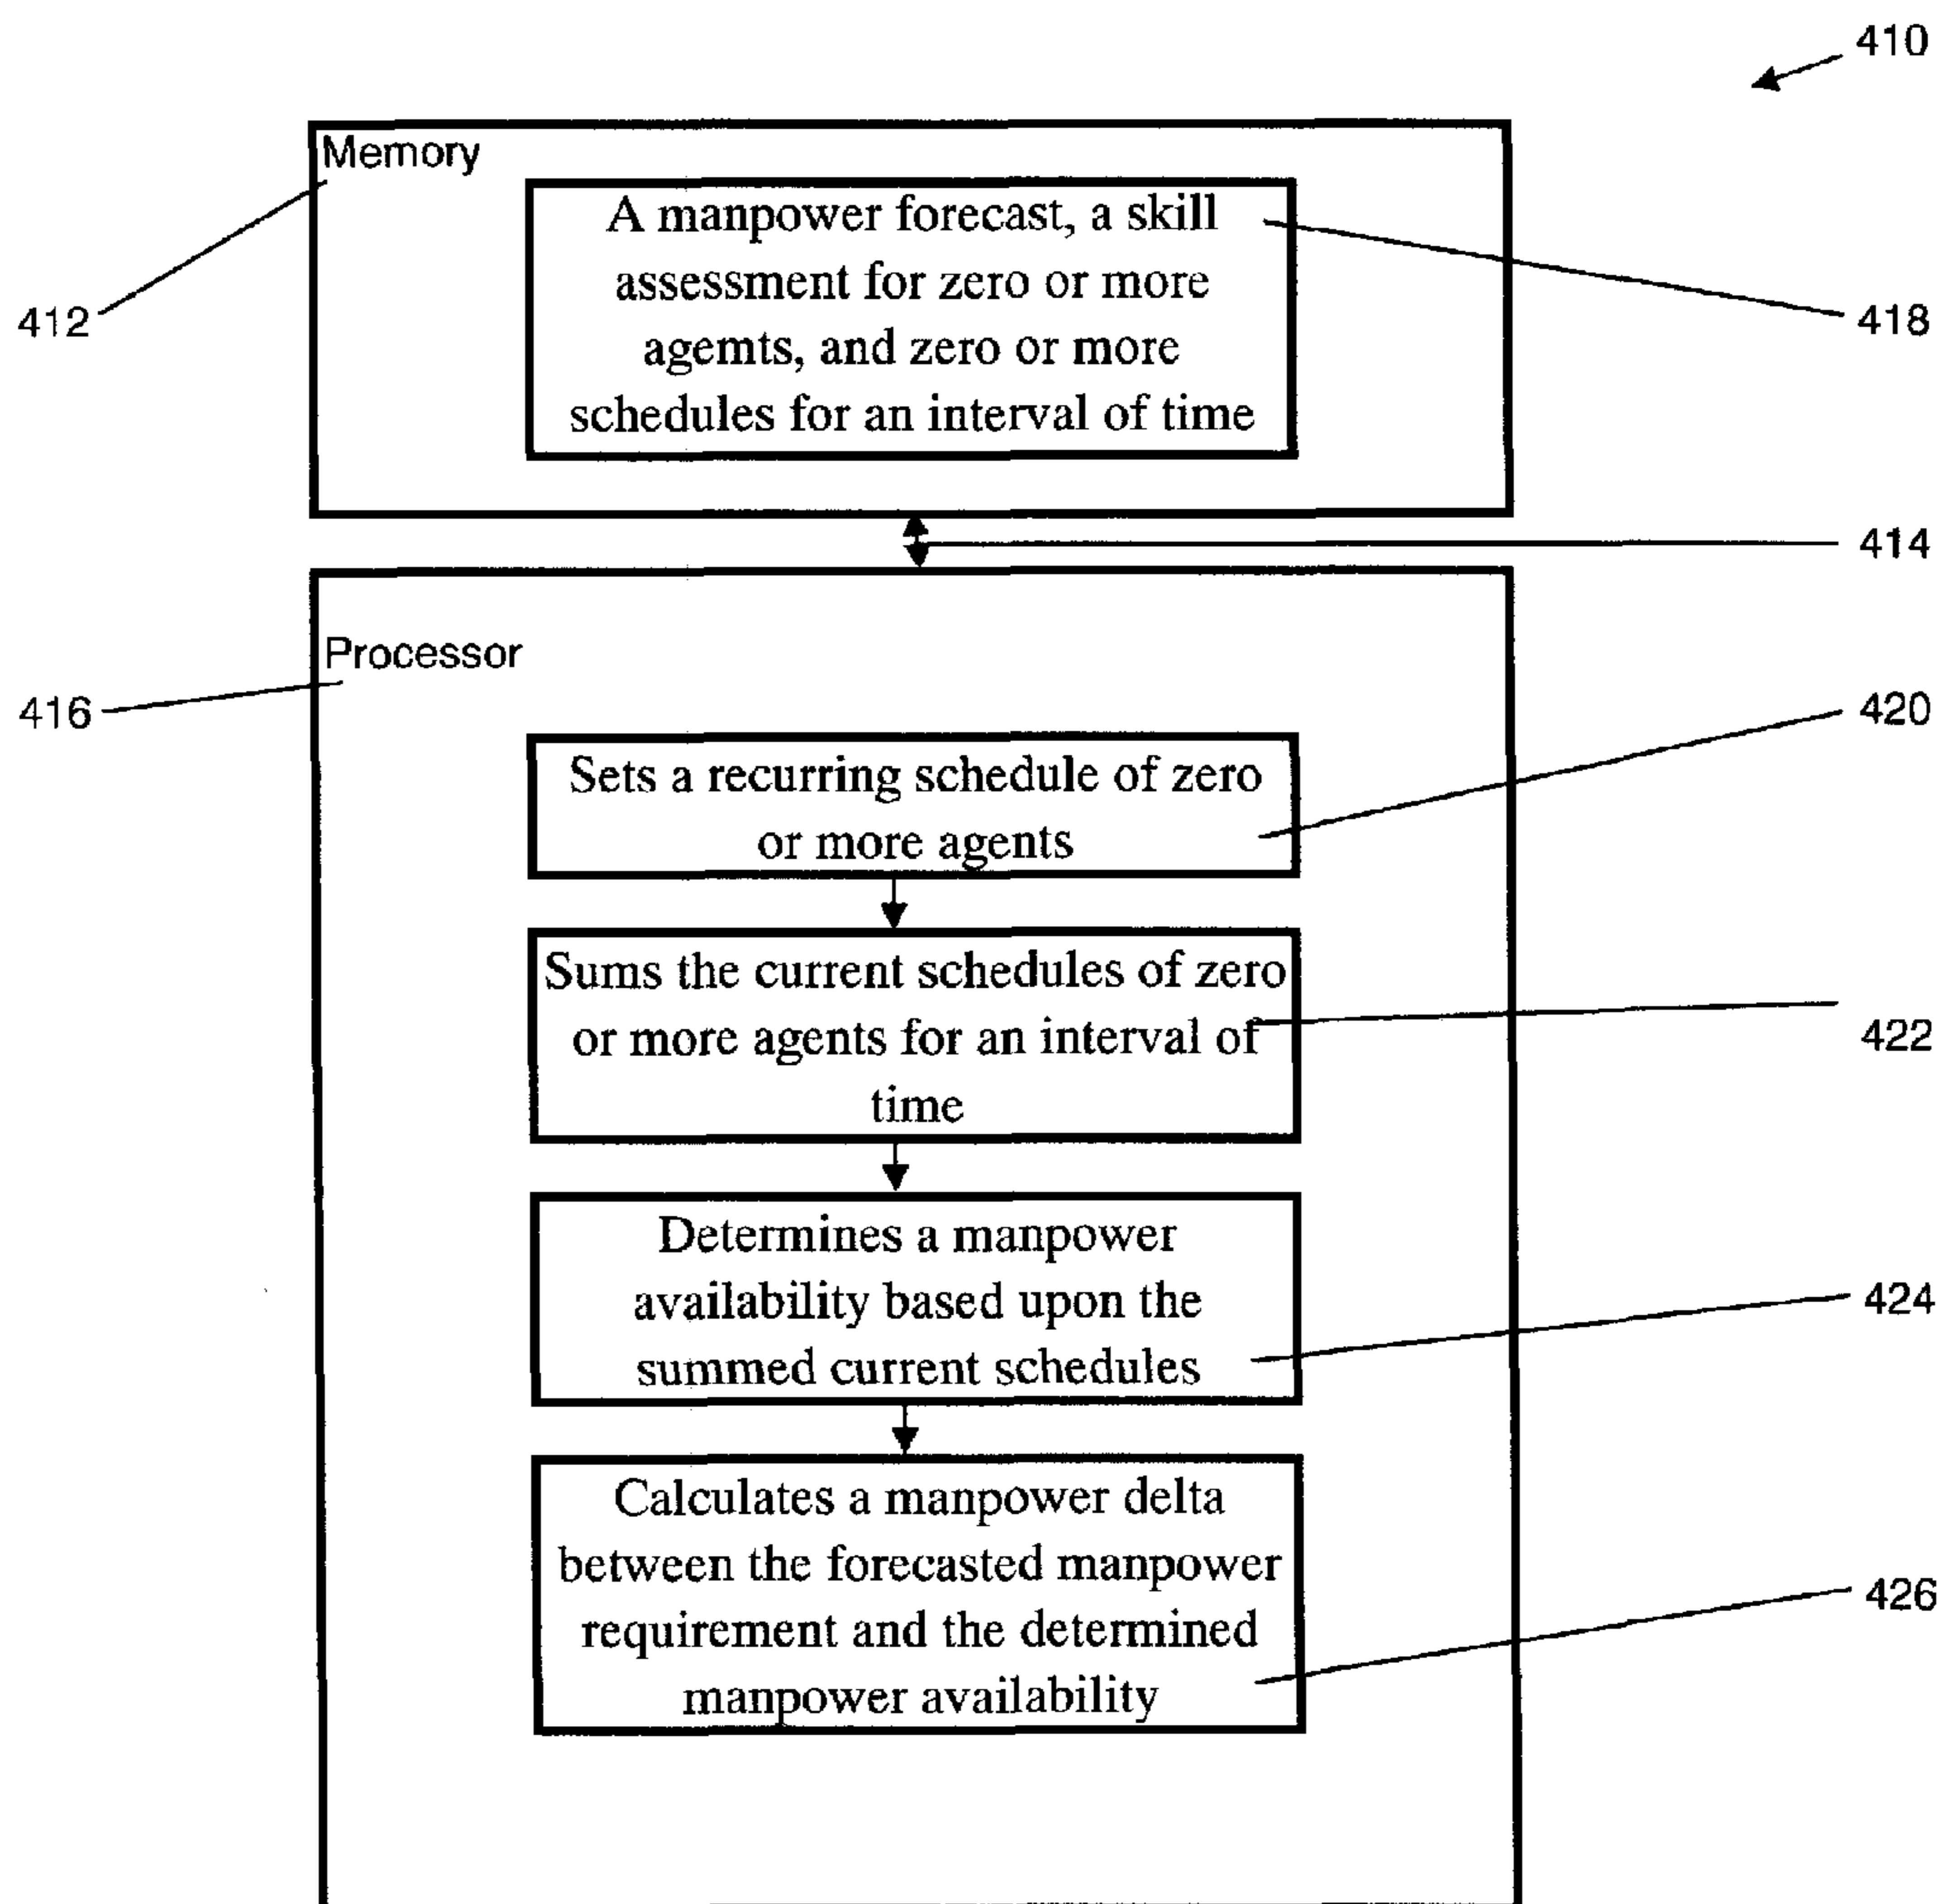 410
Memory
A manpower forecast, a skill
assessment for zero or more
agemts, and zero or more
schedules for an interval of time
412
418
414
Processor
416
420
Sets a recurring schedule of zero
or more agents
Sums the current schedules of zero
or more agents for an interval of
time
422
Determines a manpower
availability based upon the
summed current schedules
424
Calculates a manpower delta
between the forecasted manpower
requirement and the determined
manpower availability
426